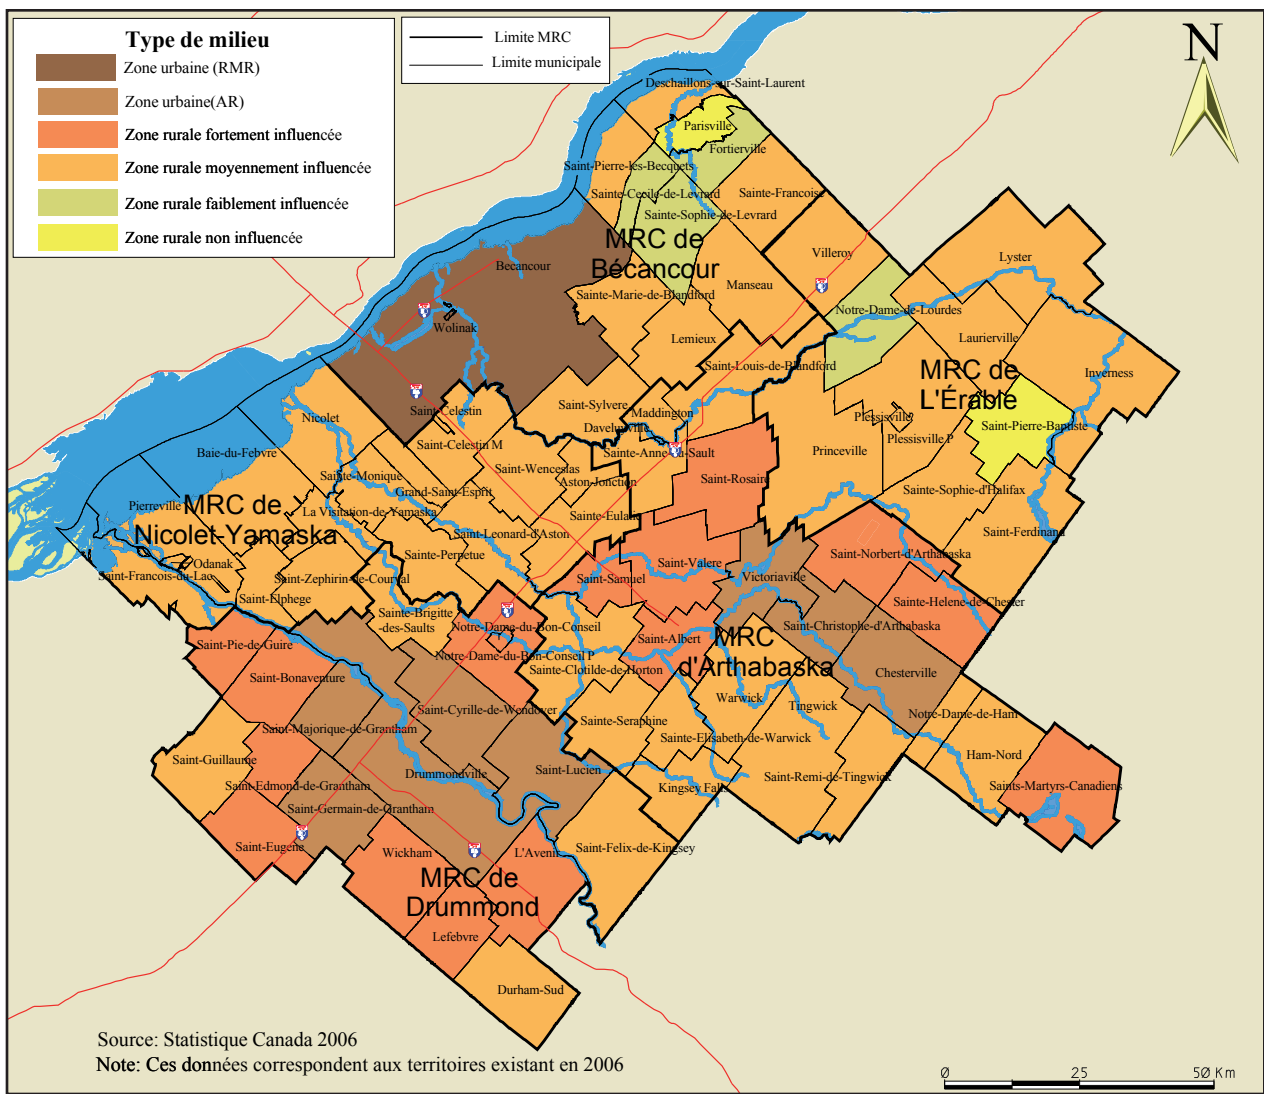 Type de milieu
Zone urbaine (RMR)
Zone urbaine(AR)
Zone rurale fortement influencée
Zone rurale moyennement influencée
Zone rurale faiblement influencée
Zone rurale non influencée
Limite MRC
Limite municipale
N
Deschaillons-sur-Saint-Laurent
Parisville
Fortierville
Saint-Pierre-les-Becquets
Sainte-Cecile-de-Levrard
Sainte-Francoise
Sainte-Sophie-de-Levrard
MRC de
Bécancour
Becancour
Villeroy
Lyster
Manseau
Sainte-Marie-de-Blandford
Notre-Dame-de-Lourdes
Wolinak
Lemieux
Laurierville
Saint-Louis-de-Blandford
MRC de
L'Érable
Inverness
Saint-Celestin
Saint-Sylvere
Maddington
Daveluyville
Plessisville
Saint-Pierre-Baptiste
Nicolet
Plessisville P
Saint-Celestin M
Sainte-Anne-du-Sault
Princeville
Baie-du-Febvre
Saint-Wenceslas
Sainte-Monique
Aston-Jonction
Saint-Rosaire
Grand-Saint-Esprit
Sainte-Sophie-d'Halifax
Pierreville
MRC de
Nicolet-Yamaska
La Visitation-de-Yamaska
Sainte-Eulalie
Saint-Leonard-d'Aston
Saint-Ferdinand
Sainte-Perpetue
Saint-Norbert-d'Arthabaska
Odanak
Saint-Valere
Saint-Francois-du-Lac
Saint-Zephirin-de-Courval
Saint-Samuel
Victoriaville
Saint-Elphege
Sainte-Helene-de-Chester
Sainte-Brigitte
-des-Saults
Notre-Dame-du-Bon-Conseil
Saint-Christophe-d'Arthabaska
Saint-Albert
MRC
d'Arthabaska
Saint-Pie-de-Guire
Notre-Dame-du-Bon-Conseil P
Sainte-Clotilde-de-Horton
Chesterville
Saint-Bonaventure
Warwick
Tingwick
Saint-Cyrille-de-Wendover
Notre-Dame-de-Ham
Sainte-Seraphine
Saint-Majorique-de-Grantham
Sainte-Elisabeth-de-Warwick
Ham-Nord
Saint-Guillaume
Drummondville
Saint-Lucien
Saint-Remi-de-Tingwick
Saint-Edmond-de-Grantham
Kingsey Falls
Saints-Martyrs-Canadiens
Saint-Germain-de-Grantham
Saint-Eugene
Wickham
L'Avenir
Saint-Felix-de-Kingsey
MRC de
Drummond
Lefebvre
Durham-Sud
Source: Statistique Canada 2006
Note: Ces données correspondent aux territoires existant en 2006
0 25 50 Km